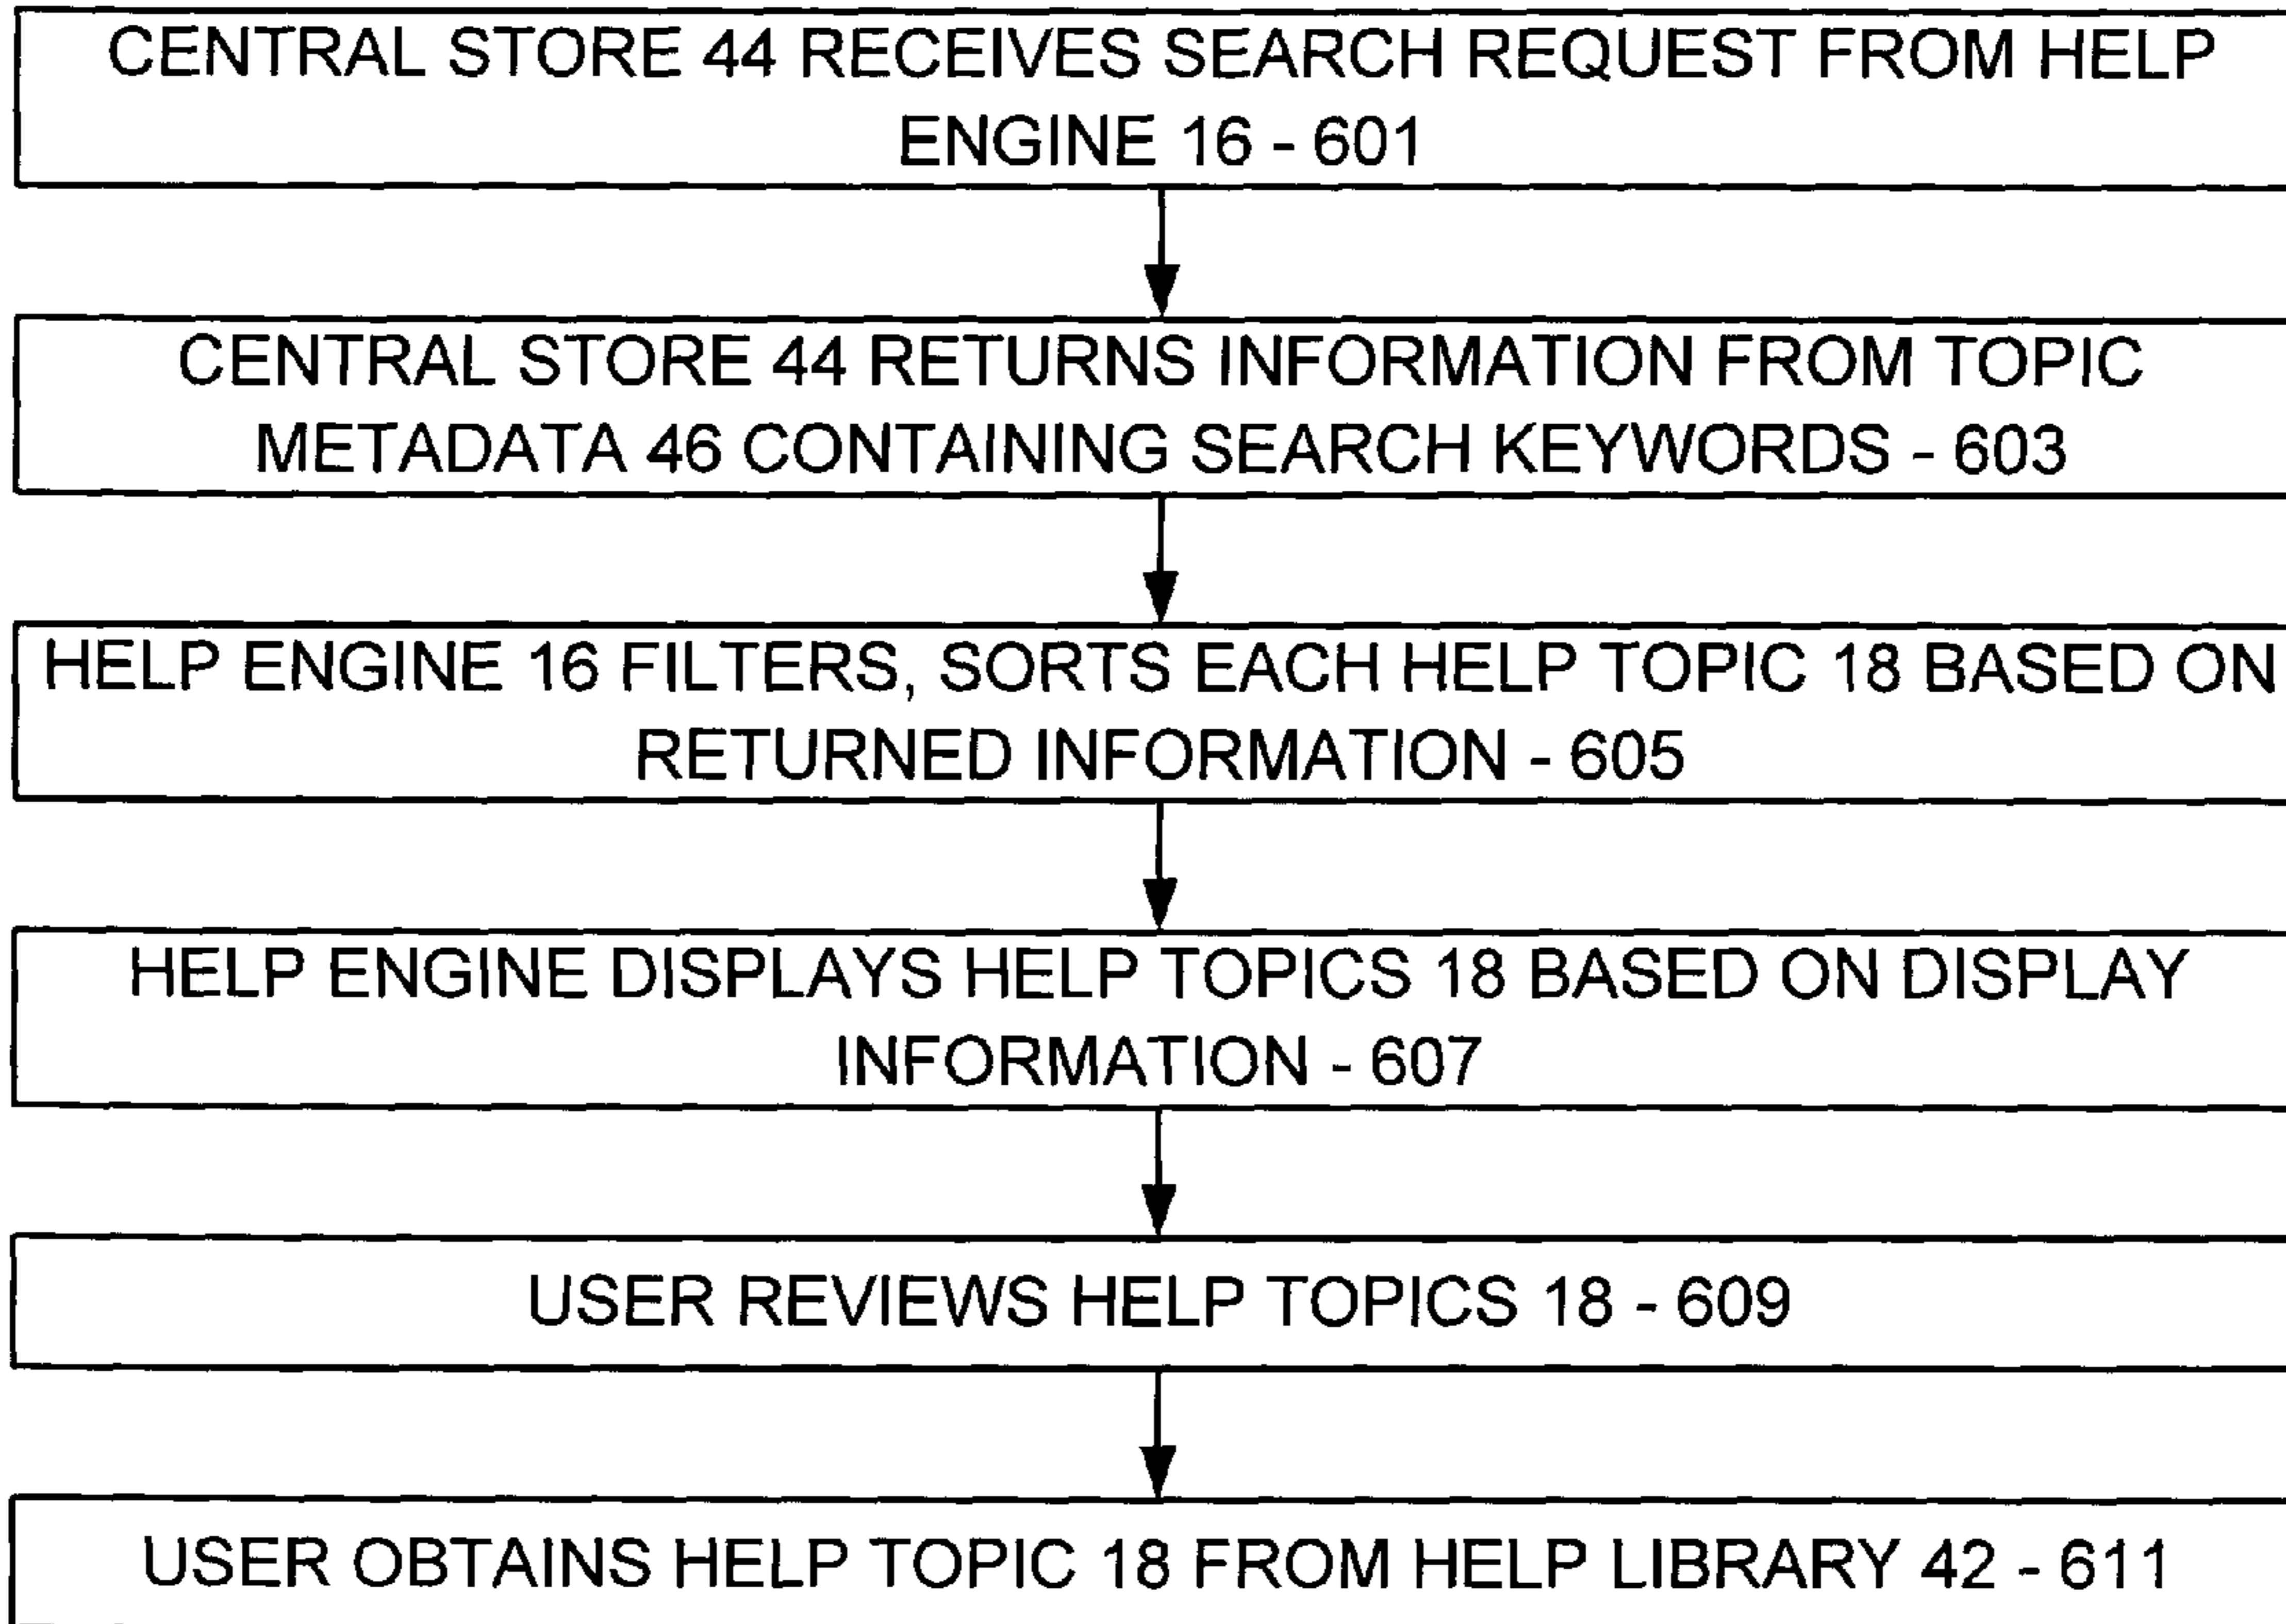 CENTRAL STORE 44 RECEIVES SEARCH REQUEST FROM HELP
ENGINE 16 - 601
CENTRAL STORE 44 RETURNS INFORMATION FROM TOPIC
METADATA 46 CONTAINING SEARCH KEYWORDS - 603
HELP ENGINE 16 FILTERS, SORTS EACH HELP TOPIC 18 BASED ON
RETURNED INFORMATION - 605
HELP ENGINE DISPLAYS HELP TOPICS 18 BASED ON DISPLAY
INFORMATION - 607
USER REVIEWS HELP TOPICS 18 - 609
USER OBTAINS HELP TOPIC 18 FROM HELP LIBRARY 42 - 611